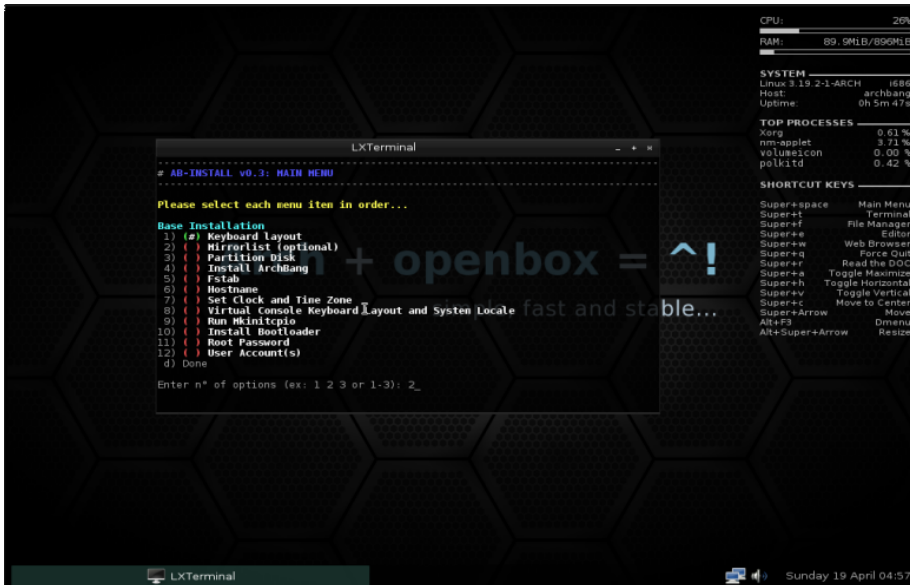 CPU: 26%
RAM: 89.9MiB/896MiB
SYSTEM
Linux 3.19.2-1-ARCH i686
Host: archbang
Uptime: 0h 5m 47s
TOP PROCESSES
Xorg 0.61 %
nm-applet 3.71 %
volumeicon 0.00 %
polkitd 0.42 %
SHORTCUT KEYS
Super+space Main Menu
Super+t Terminal
Super+f File Manager
Super+e Editor
Super+w Web Browser
Super+q Force Quit
Super+r Read the DOC
Super+a Toggle Maximize
Super+h Toggle Horizontal
Super+v Toggle Vertical
Super+c Move to Center
Super+Arrow Move
Alt+F3 Dmenu
Alt+Super+Arrow Resize
LXTerminal
# AB-INSTALL v0.3: MAIN MENU
Please select each menu item in order...
Base Installation
1) (#) Keyboard layout
2) ( ) Mirrorlist (optional)
3) ( ) Partition Disk
4) ( ) Install ArchBang
5) ( ) Fstab
6) ( ) Hostname
7) ( ) Set Clock and Time Zone
8) ( ) Virtual Console Keyboard Layout and System Locale
9) ( ) Run Mkinitcpio
10) ( ) Install Bootloader
11) ( ) Root Password
12) ( ) User Account(s)
d) Done
Enter n° of options (ex: 1 2 3 or 1-3): 2_
+ openbox = ^!
fast and stable...
LXTerminal
Sunday 19 April 04:57